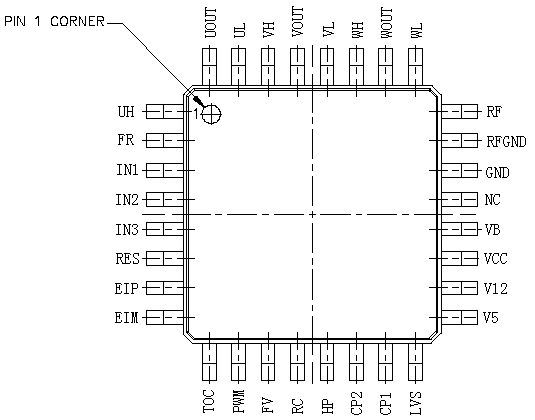 PIN 1 CORNER
UOUT
UL
VH
VOUT
VL
WH
WOUT
WL
1
UH
FR
IN1
IN2
IN3
RES
EIP
EIM
RF
RFGND
GND
NC
VB
VCC
V12
V5
TOC
PWM
FV
RC
HP
CP2
CP1
LVS